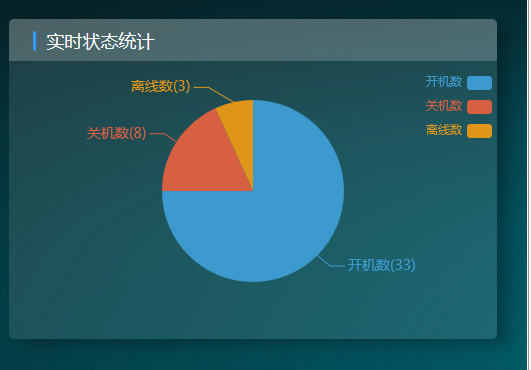 实时状态统计
离线数(3)
开机数
关机数
关机数(8)
离线数
开机数(33)